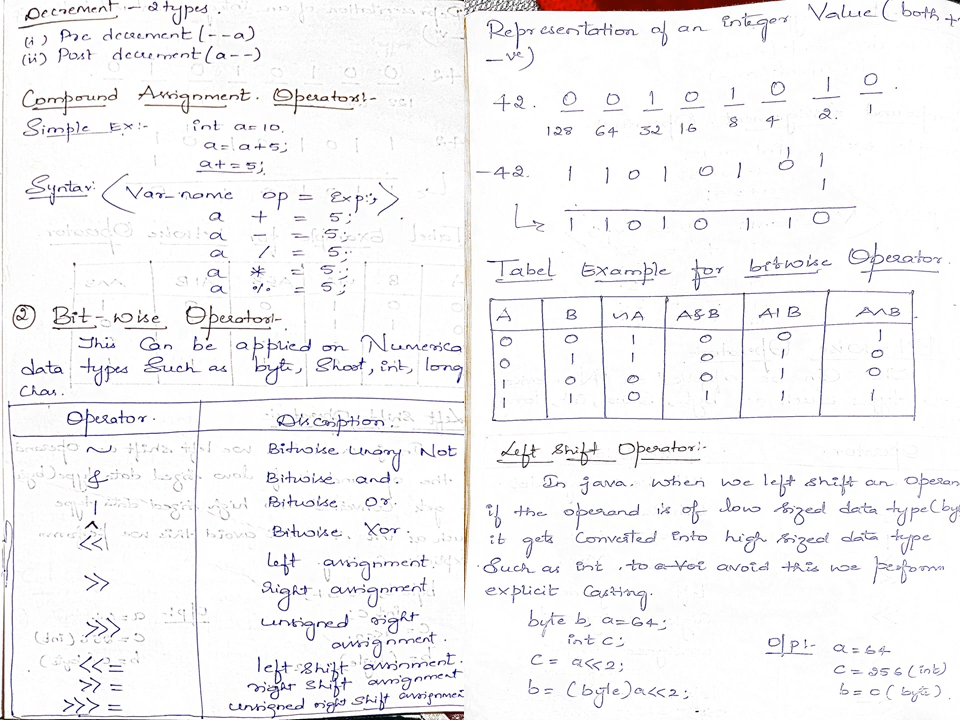 Decrement - 2 types.
(i) Pre decrement (--a)
(ii) Post decrement (a--)
Compound Assignment Operators:-
Simple Ex:- int a=10.
a=a+5;
a+=5;
Syntax: <Var-name op = Exp;>
a + = 5;
a - = 5;
a / = 5;
a * = 5;
a % = 5;
② Bit-wise Operator:-
This Can be applied on Numerica
data types Such as byte, Short, int, long
Char.
Operator. Discription.
~ Bitwise unary Not
& Bitwise and.
| Bitwise Or.
^ Bitwise Xor.
<< left assignment.
>> Right assignment.
>>> unsigned right
assignment.
<<= left shift assinment.
>>= right shift assignment
>>>= unsigned right shift assignmen
Representation of an integer Value (both +
-ve)
42. 0 0 1 0 1 0 1 0.
128 64 32 16 8 4 2. 1
1
-42. 1 1 0 1 0 1 0 1
1
↳ 1 1 0 1 0 1 1 0
Tabel Example for bitwise Operator.
A B ~A A&B A|B A^B
0 0 1 0 0 1
0 1 1 0 1 0
1 0 0 0 1 0
1 1 0 1 1 1
Left Shift Operator:-
In java. when we left shift an Operan
if the operand is of low sized data type (by
it gets Converted into high sized data type
Such as int. to avoid this we perform
explicit Casting.
byte b, a=64;
int c;
c = a<<2;
b = (byte)a<<2;
O/p:- a=64
c=256 (int)
b=0 (byte).